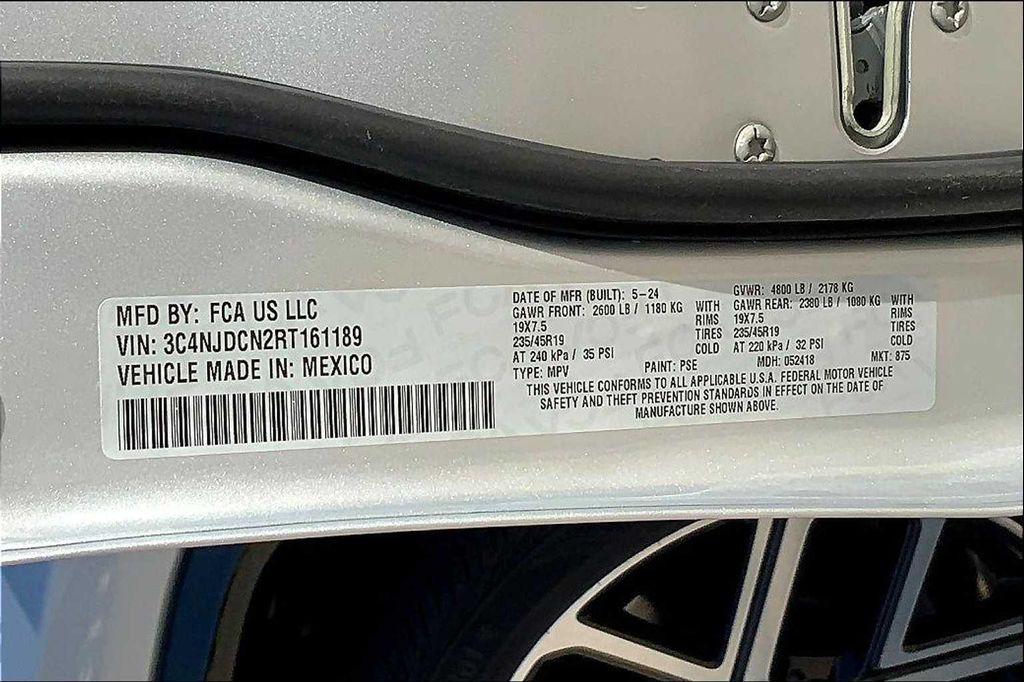 MFD BY: FCA US LLC
VIN: 3C4NJDCN2RT161189
VEHICLE MADE IN: MEXICO
DATE OF MFR (BUILT): 5-24
GAWR FRONT: 2600 LB / 1180 KG WITH
19X7.5 RIMS
235/45R19 TIRES
AT 240 kPa / 35 PSI COLD
TYPE: MPV PAINT: PSE
GVWR: 4800 LB / 2178 KG
GAWR REAR: 2380 LB / 1080 KG WITH
19X7.5 RIMS
235/45R19 TIRES
AT 220 kPa / 32 PSI COLD
MDH: 052418 MKT: 875
THIS VEHICLE CONFORMS TO ALL APPLICABLE U.S.A. FEDERAL MOTOR VEHICLE
SAFETY AND THEFT PREVENTION STANDARDS IN EFFECT ON THE DATE OF
MANUFACTURE SHOWN ABOVE.